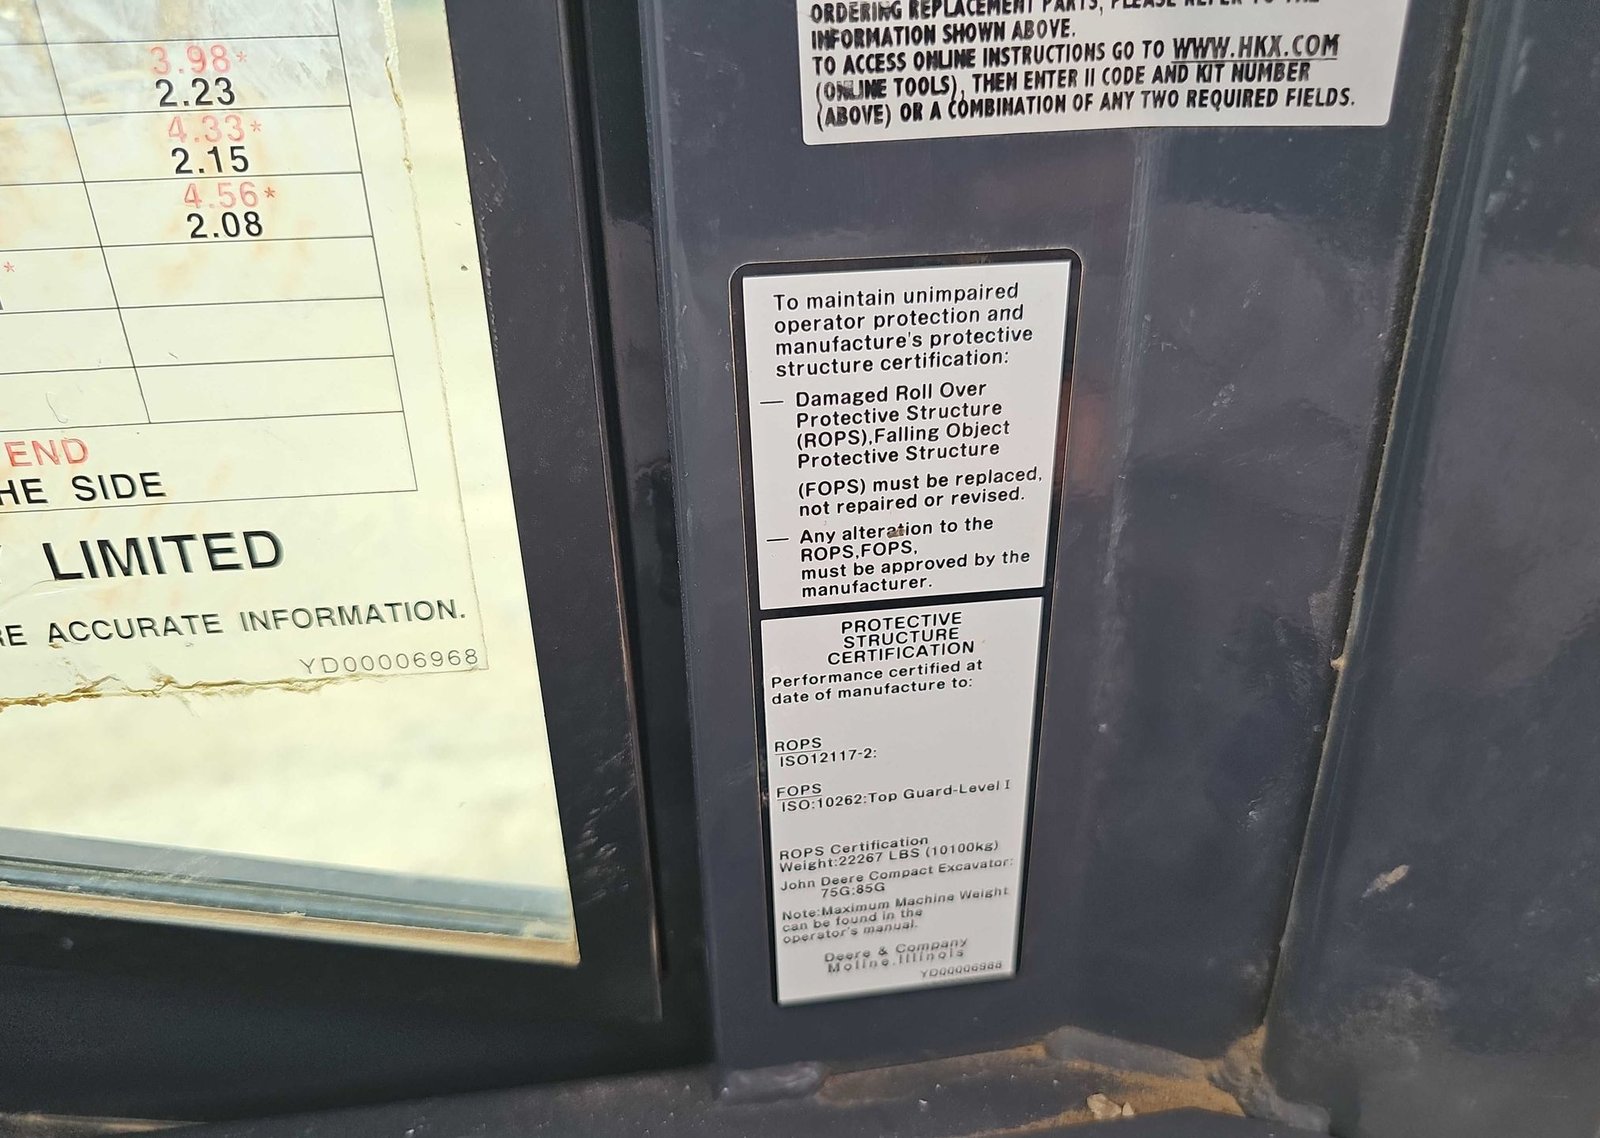 3.98*
2.23
4.33*
2.15
4.56*
2.08
*
END
HE SIDE
LIMITED
RE ACCURATE INFORMATION.
YD00006968
ORDERING REPLACEMENT PARTS, PLEASE REFER TO THE
INFORMATION SHOWN ABOVE.
TO ACCESS ONLINE INSTRUCTIONS GO TO WWW.HKX.COM
(ONLINE TOOLS), THEN ENTER II CODE AND KIT NUMBER
(ABOVE) OR A COMBINATION OF ANY TWO REQUIRED FIELDS.
To maintain unimpaired
operator protection and
manufacture's protective
structure certification:
— Damaged Roll Over
Protective Structure
(ROPS),Falling Object
Protective Structure
(FOPS) must be replaced,
not repaired or revised.
— Any alteration to the
ROPS,FOPS,
must be approved by the
manufacturer.
PROTECTIVE
STRUCTURE
CERTIFICATION
Performance certified at
date of manufacture to:
ROPS
ISO12117-2:
FOPS
ISO:10262:Top Guard-Level I
ROPS Certification
Weight:22267 LBS (10100kg)
John Deere Compact Excavator:
75G:85G
Note:Maximum Machine Weight
can be found in the
operator's manual.
Deere & Company
Moline,Illinois